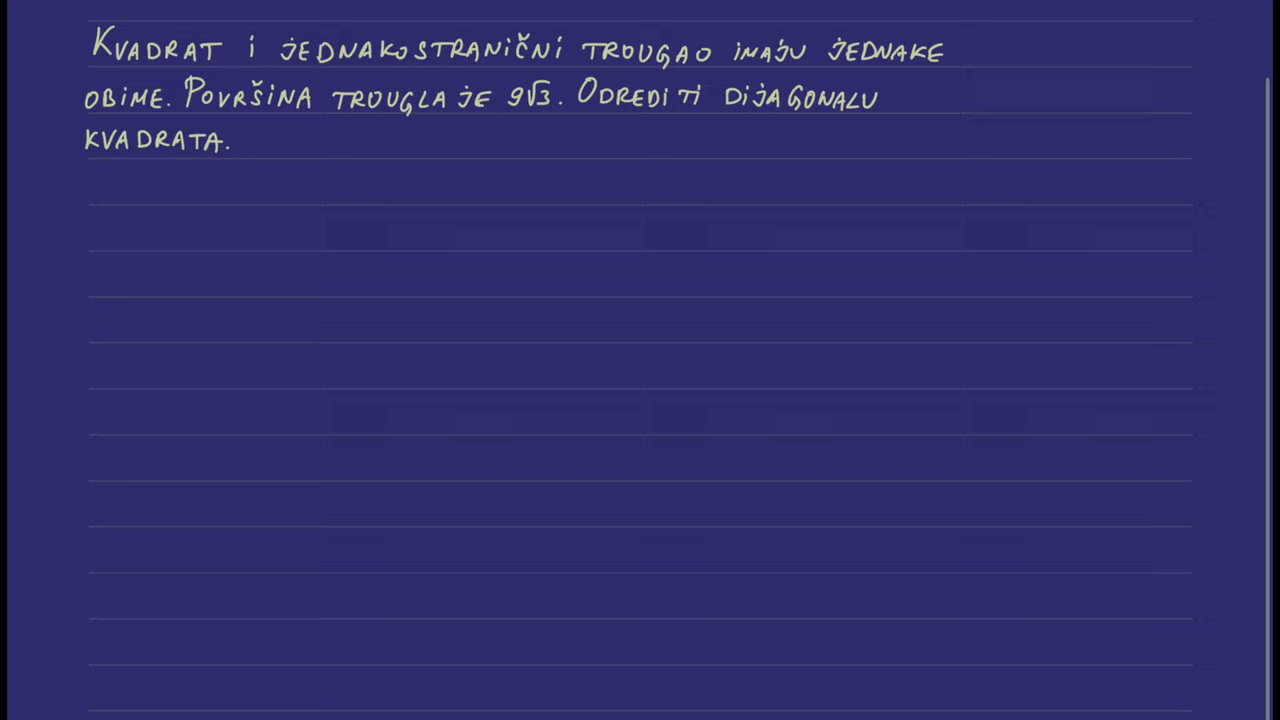 KVADRAT I JEDNAKOSTRANIČNI TROUGAO IMAJU JEDNAKE
OBIME. POVRŠINA TROUGLA JE 9√3. ODREDITI DIJAGONALU
KVADRATA.